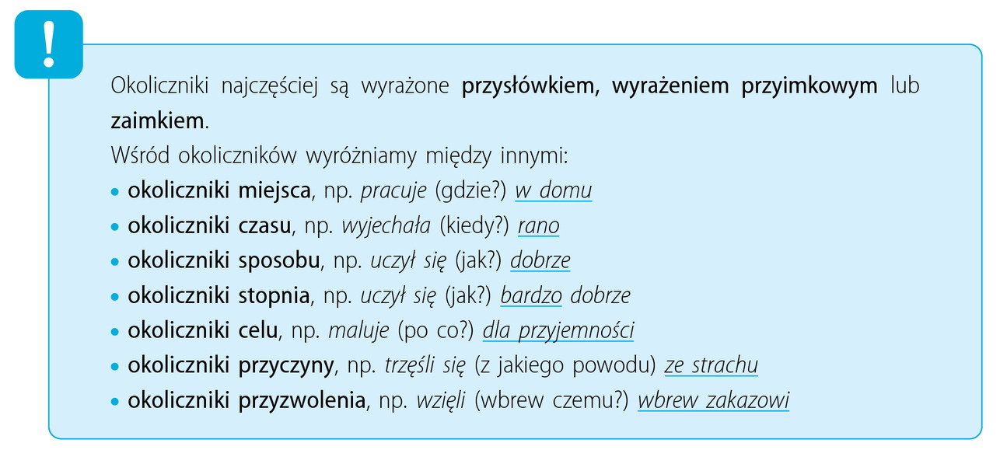 !
Okoliczniki najczęściej są wyrażone przysłówkiem, wyrażeniem przyimkowym lub
zaimkiem.
Wśród okoliczników wyróżniamy między innymi:
• okoliczniki miejsca, np. pracuje (gdzie?) w domu
• okoliczniki czasu, np. wyjechała (kiedy?) rano
• okoliczniki sposobu, np. uczył się (jak?) dobrze
• okoliczniki stopnia, np. uczył się (jak?) bardzo dobrze
• okoliczniki celu, np. maluje (po co?) dla przyjemności
• okoliczniki przyczyny, np. trzęśli się (z jakiego powodu) ze strachu
• okoliczniki przyzwolenia, np. wzięli (wbrew czemu?) wbrew zakazowi